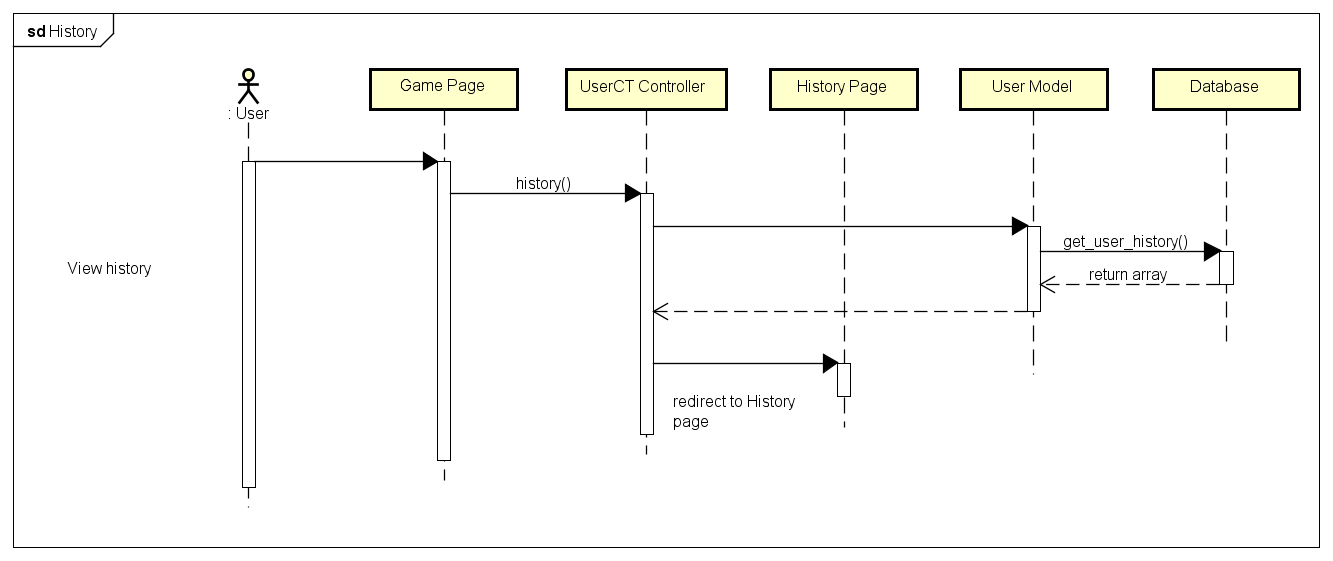 sd History
: User
Game Page
UserCT Controller
History Page
User Model
Database
history()
get_user_history()
View history
return array
redirect to History
page